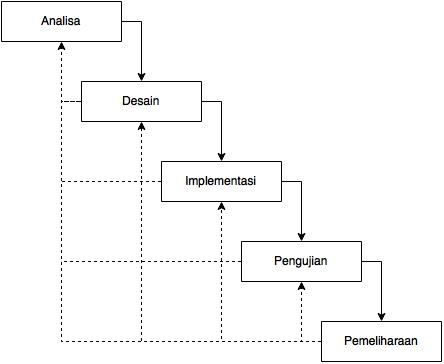 Analisa
Desain
Implementasi
Pengujian
Pemeliharaan